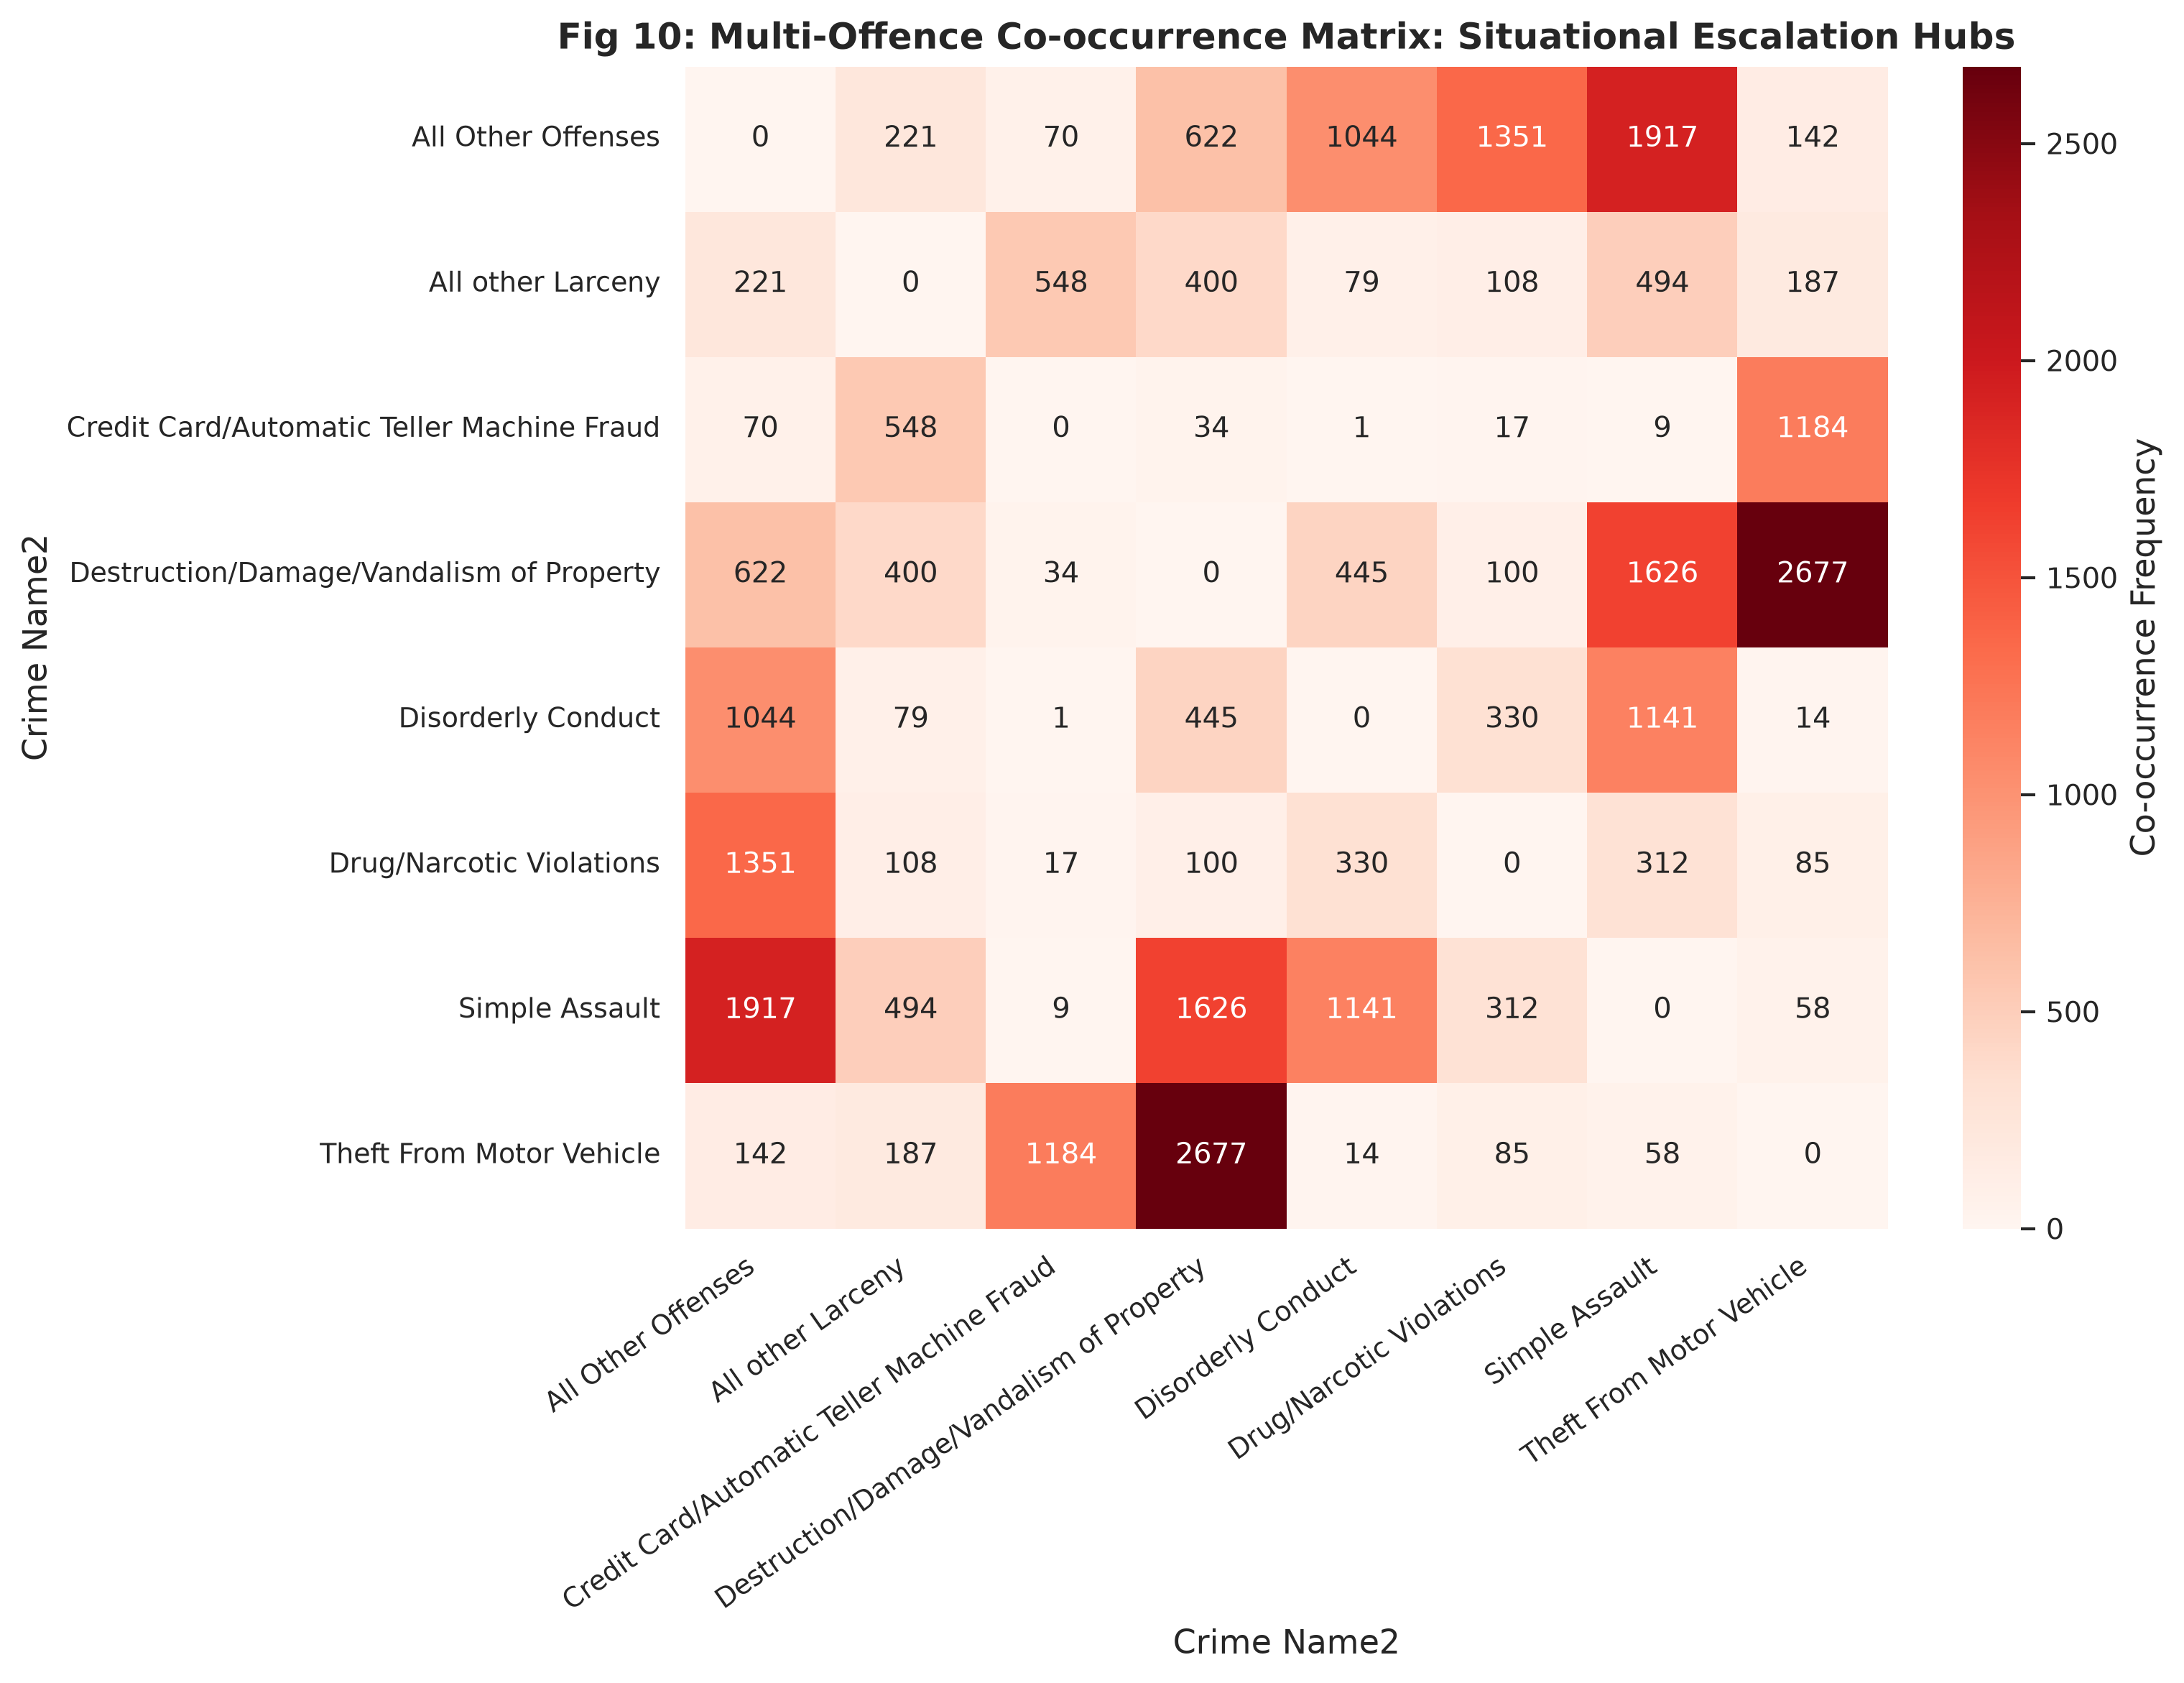 Fig 10: Multi-Offence Co-occurrence Matrix: Situational Escalation Hubs
All Other Offenses 0 221 70 622 1044 1351 1917 142
All other Larceny 221 0 548 400 79 108 494 187
Credit Card/Automatic Teller Machine Fraud 70 548 0 34 1 17 9 1184
Destruction/Damage/Vandalism of Property 622 400 34 0 445 100 1626 2677
Disorderly Conduct 1044 79 1 445 0 330 1141 14
Drug/Narcotic Violations 1351 108 17 100 330 0 312 85
Simple Assault 1917 494 9 1626 1141 312 0 58
Theft From Motor Vehicle 142 187 1184 2677 14 85 58 0
Crime Name2
All Other Offenses
All other Larceny
Credit Card/Automatic Teller Machine Fraud
Destruction/Damage/Vandalism of Property
Disorderly Conduct
Drug/Narcotic Violations
Simple Assault
Theft From Motor Vehicle
Crime Name2
2500
2000
1500
1000
500
0
Co-occurrence Frequency